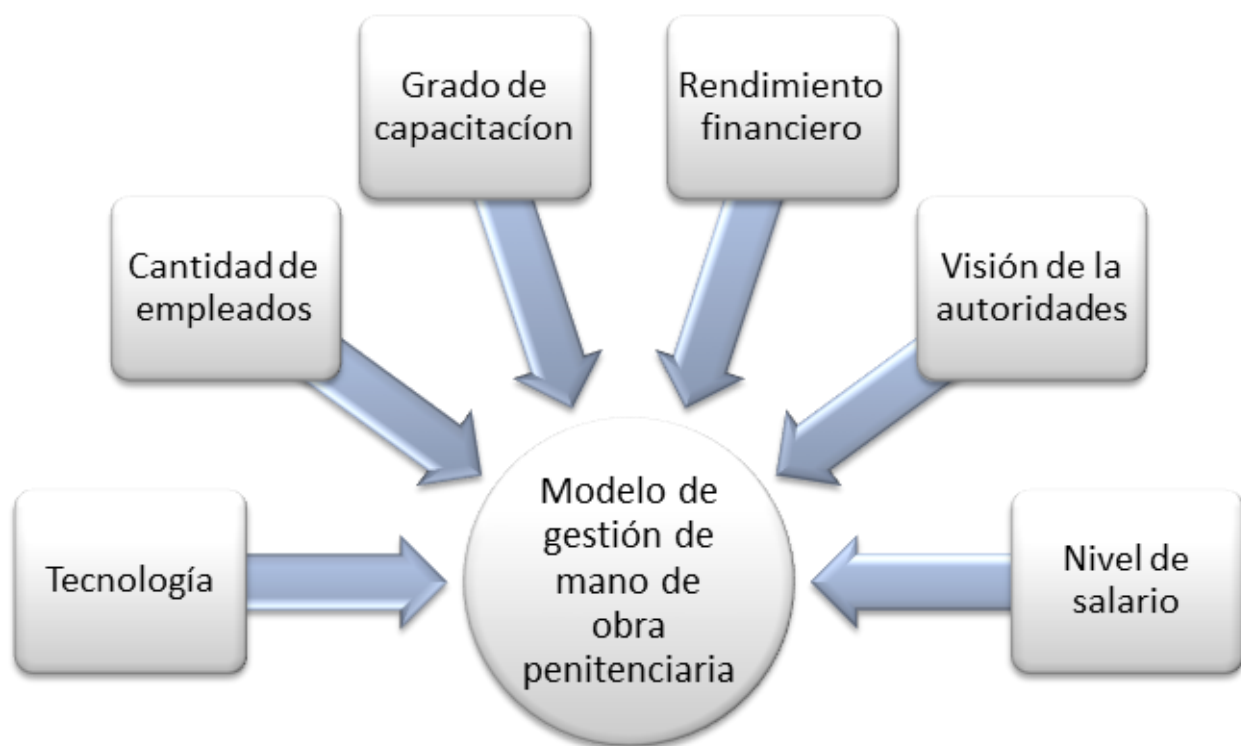 Grado de
capacitacíon
Rendimiento
financiero
Cantidad de
empleados
Visión de la
autoridades
Tecnología
Modelo de
gestión de
mano de
obra
penitenciaria
Nivel de
salario